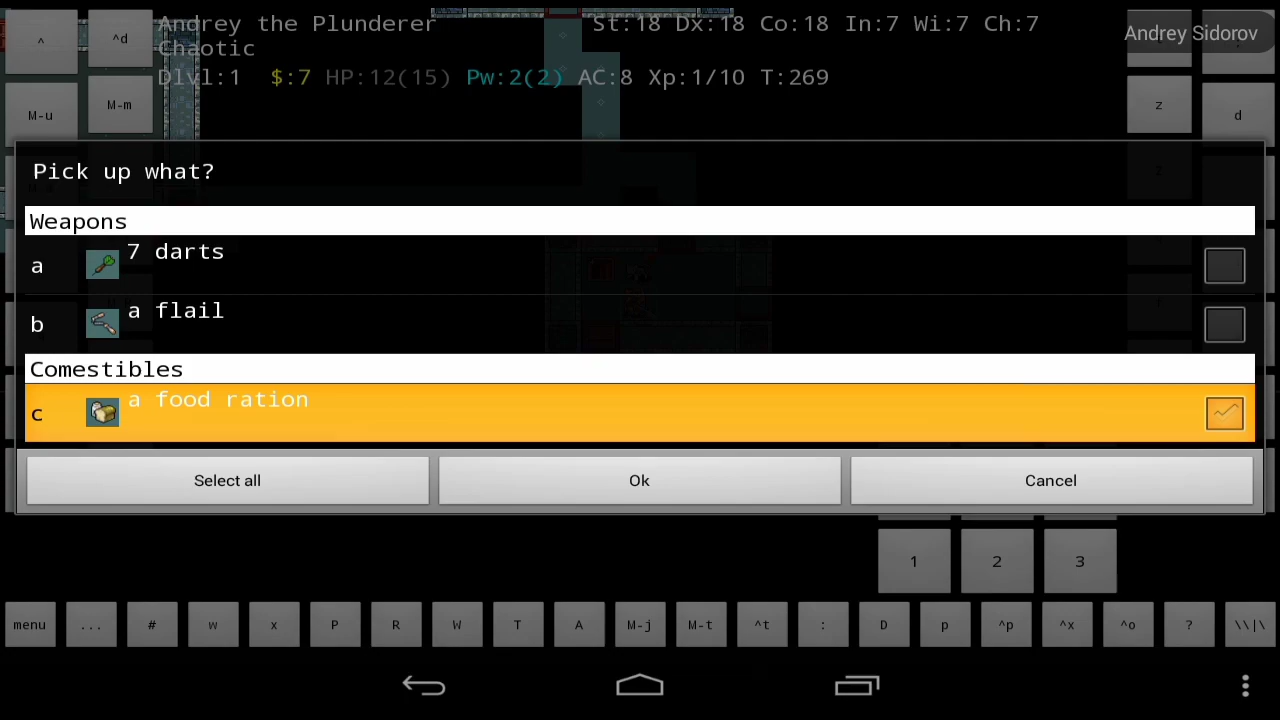 Andrey the Plunderer St:18 Dx:18 Co:18 In:7 Wi:7 Ch:7
Chaotic
Dlvl:1 $:7 HP:12(15) Pw:2(2) AC:8 Xp:1/10 T:269
Andrey Sidorov
^ ^d
M-u M-m
z d
Pick up what?
Weapons
a 7 darts
b a flail
Comestibles
c a food ration
Select all Ok Cancel
1 2 3
menu ... # w x P R W T A M-j M-t ^t : D p ^p ^x ^o ? \\|\